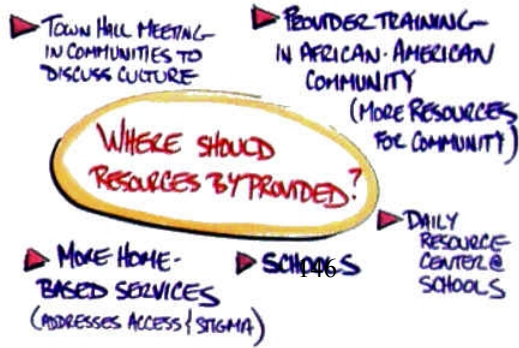 TOWN HALL MEETING-
IN COMMUNITIES TO
DISCUSS CULTURE
PROVIDER TRAINING-
IN AFRICAN-AMERICAN
COMMUNITY
(MORE RESOURCES
FOR COMMUNITY)
WHERE SHOULD
RESOURCES BY PROVIDED?
MORE HOME-
BASED SERVICES
(ADDRESSES ACCESS & STIGMA)
SCHOOLS
146
DAILY
RESOURCE
CENTER @
SCHOOLS